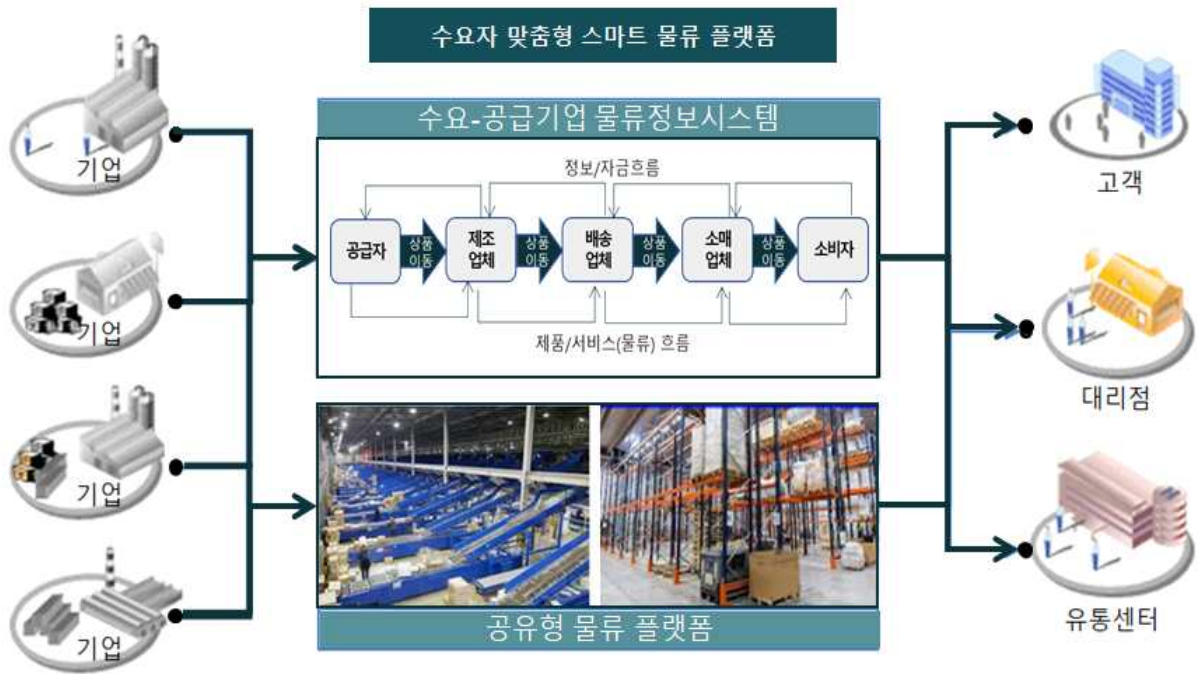 수요자 맞춤형 스마트 물류 플랫폼
수요-공급기업 물류정보시스템
정보/자금흐름
공급자
상품
이동
제조
업체
상품
이동
배송
업체
상품
이동
소매
업체
상품
이동
소비자
제품/서비스(물류) 흐름
공유형 물류 플랫폼
기업
기업
기업
기업
고객
대리점
유통센터